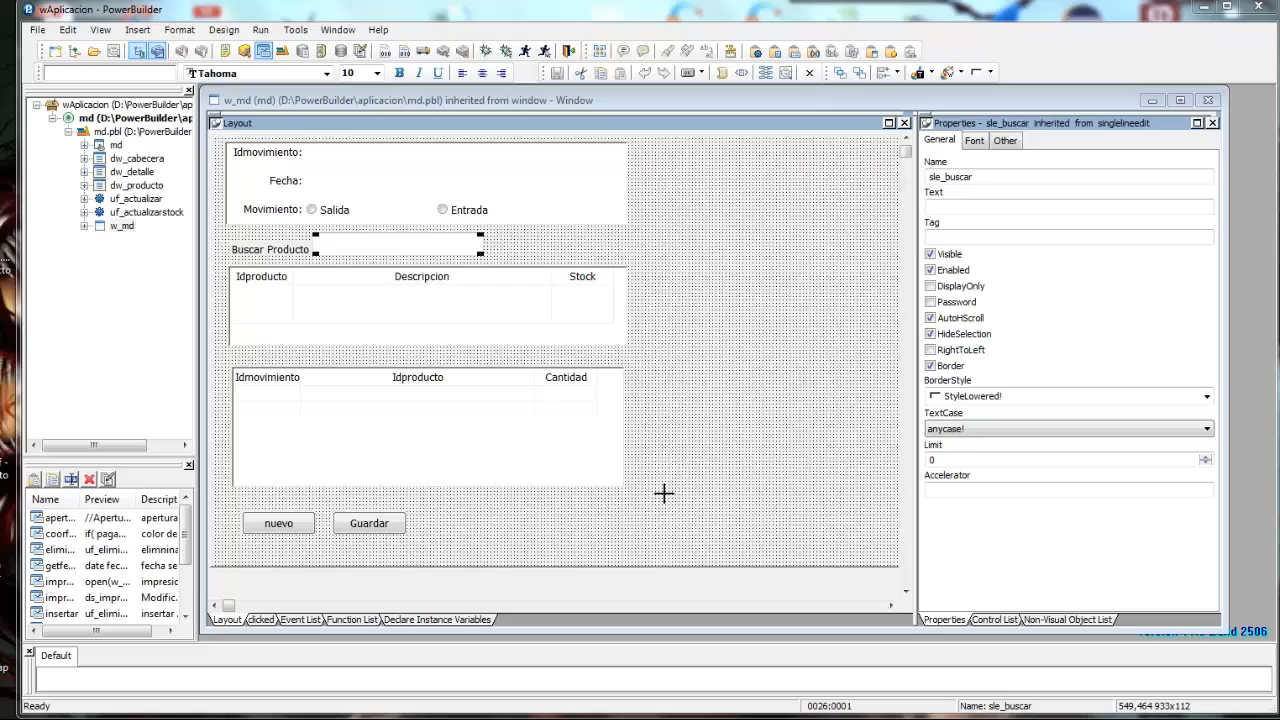 wAplicacion - PowerBuilder
File Edit View Insert Format Design Run Tools Window Help
Tahoma 10 B I U
wAplicacion (D:\PowerBuilder\ap
md (D:\PowerBuilder\ap
md.pbl (D:\PowerBuilder
md
dw_cabecera
dw_detalle
dw_producto
uf_actualizar
uf_actualizarstock
w_md
Name Preview Descript
apert... //Apertu... apertura
coorf... if( paga... color de
elimi... uf_elimi... elimnina
getfe... date fec... fecha se
impr... open(w_... impresic
impr... ds_impr... Modific..
insertar uf_elimi... insertar
w_md (md) (D:\PowerBuilder\aplicacion\md.pbl) inherited from window - Window
Layout
Idmovimiento:
Fecha:
Movimiento: Salida Entrada
Buscar Producto
Idproducto Descripcion Stock
Idmovimiento Idproducto Cantidad
nuevo Guardar
Layout clicked Event List Function List Declare Instance Variables
Properties - sle_buscar inherited from singlelineedit
General Font Other
Name
sle_buscar
Text
Tag
Visible
Enabled
DisplayOnly
Password
AutoHScroll
HideSelection
RightToLeft
Border
BorderStyle
StyleLowered!
TextCase
anycase!
Limit
0
Accelerator
Properties Control List Non-Visual Object List
2506
Default
Ready 0026:0001 Name: sle_buscar 549,464 933x112